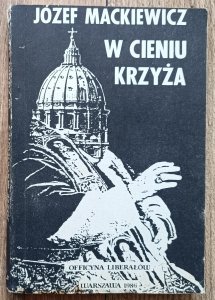 JÓZEF MACKIEWICZ
W CIENIU
KRZYŻA
OFFICYNA LIBERAŁÓW
WARSZAWA 1986